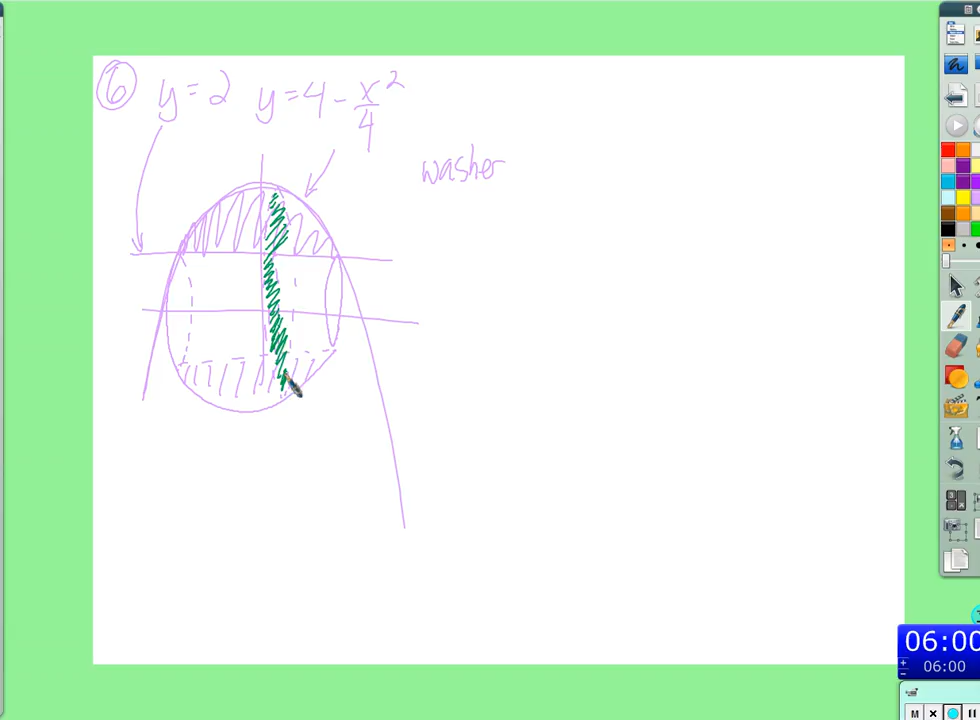 ⑥ y = 2 y = 4 - x²/4
washer
06:00
06:00
M